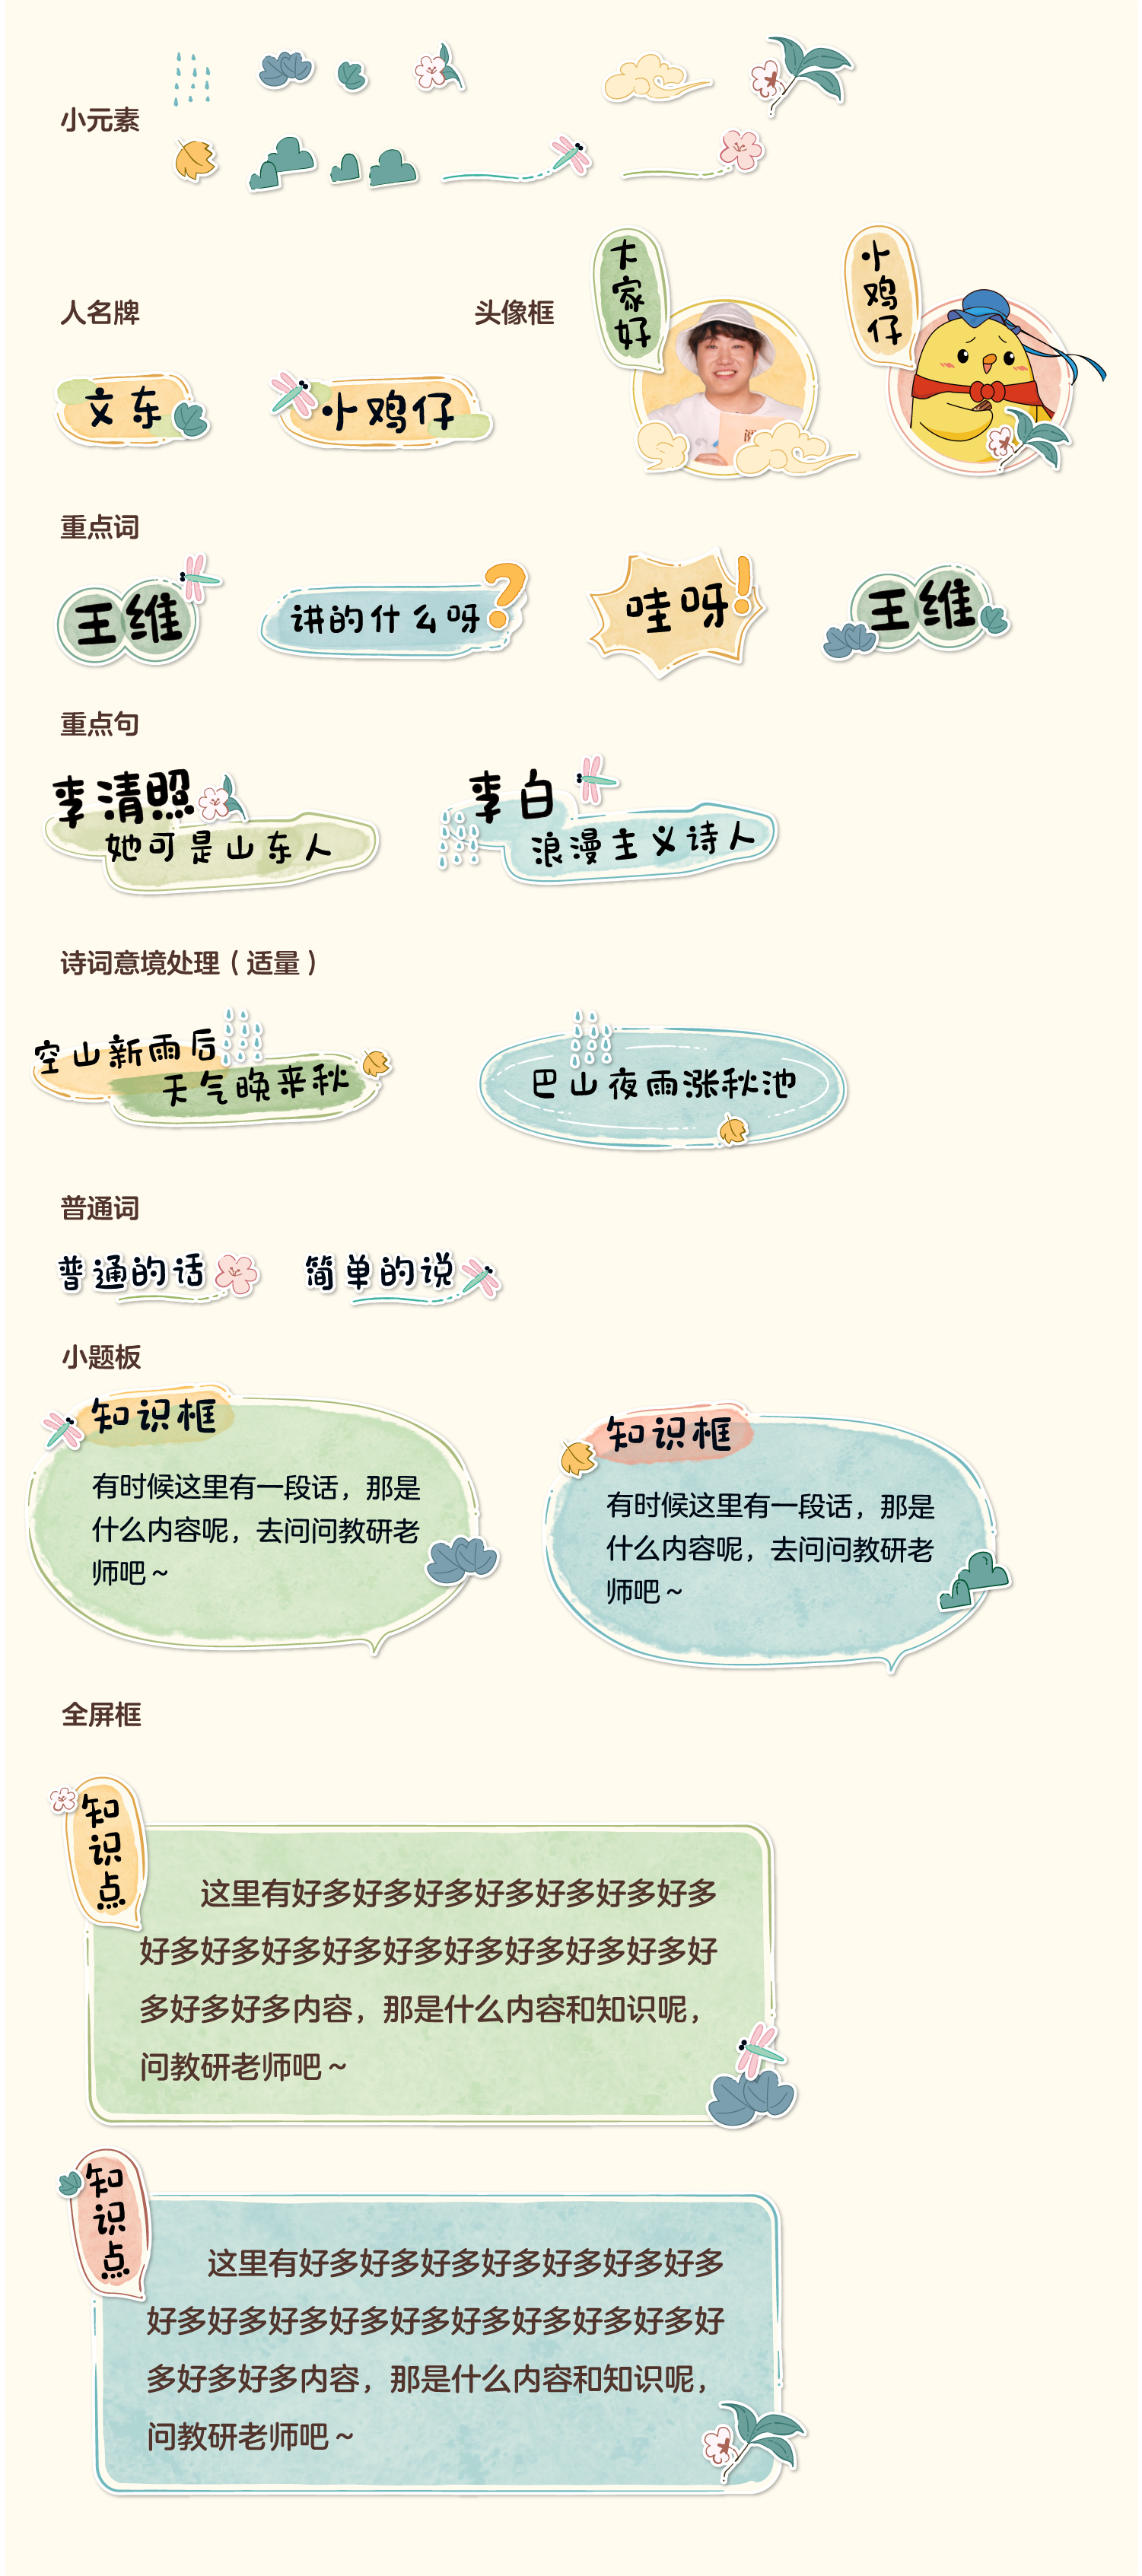 小元素
人名牌
头像框
大家好
小鸡仔
文东
小鸡仔
重点词
王维
讲的什么呀?
哇呀!
王维
重点句
李清照
她可是山东人
李白
浪漫主义诗人
诗词意境处理（适量）
空山新雨后
天气晚来秋
巴山夜雨涨秋池
普通词
普通的话
简单的说
小题板
知识框
有时候这里有一段话，那是
什么内容呢，去问问教研老
师吧～
知识框
有时候这里有一段话，那是
什么内容呢，去问问教研老
师吧～
全屏框
知识点
这里有好多好多好多好多好多好多好多
好多好多好多好多好多好多好多好多好多好
多好多好多内容，那是什么内容和知识呢，
问教研老师吧～
知识点
这里有好多好多好多好多好多好多好多
好多好多好多好多好多好多好多好多好多好
多好多好多内容，那是什么内容和知识呢，
问教研老师吧～